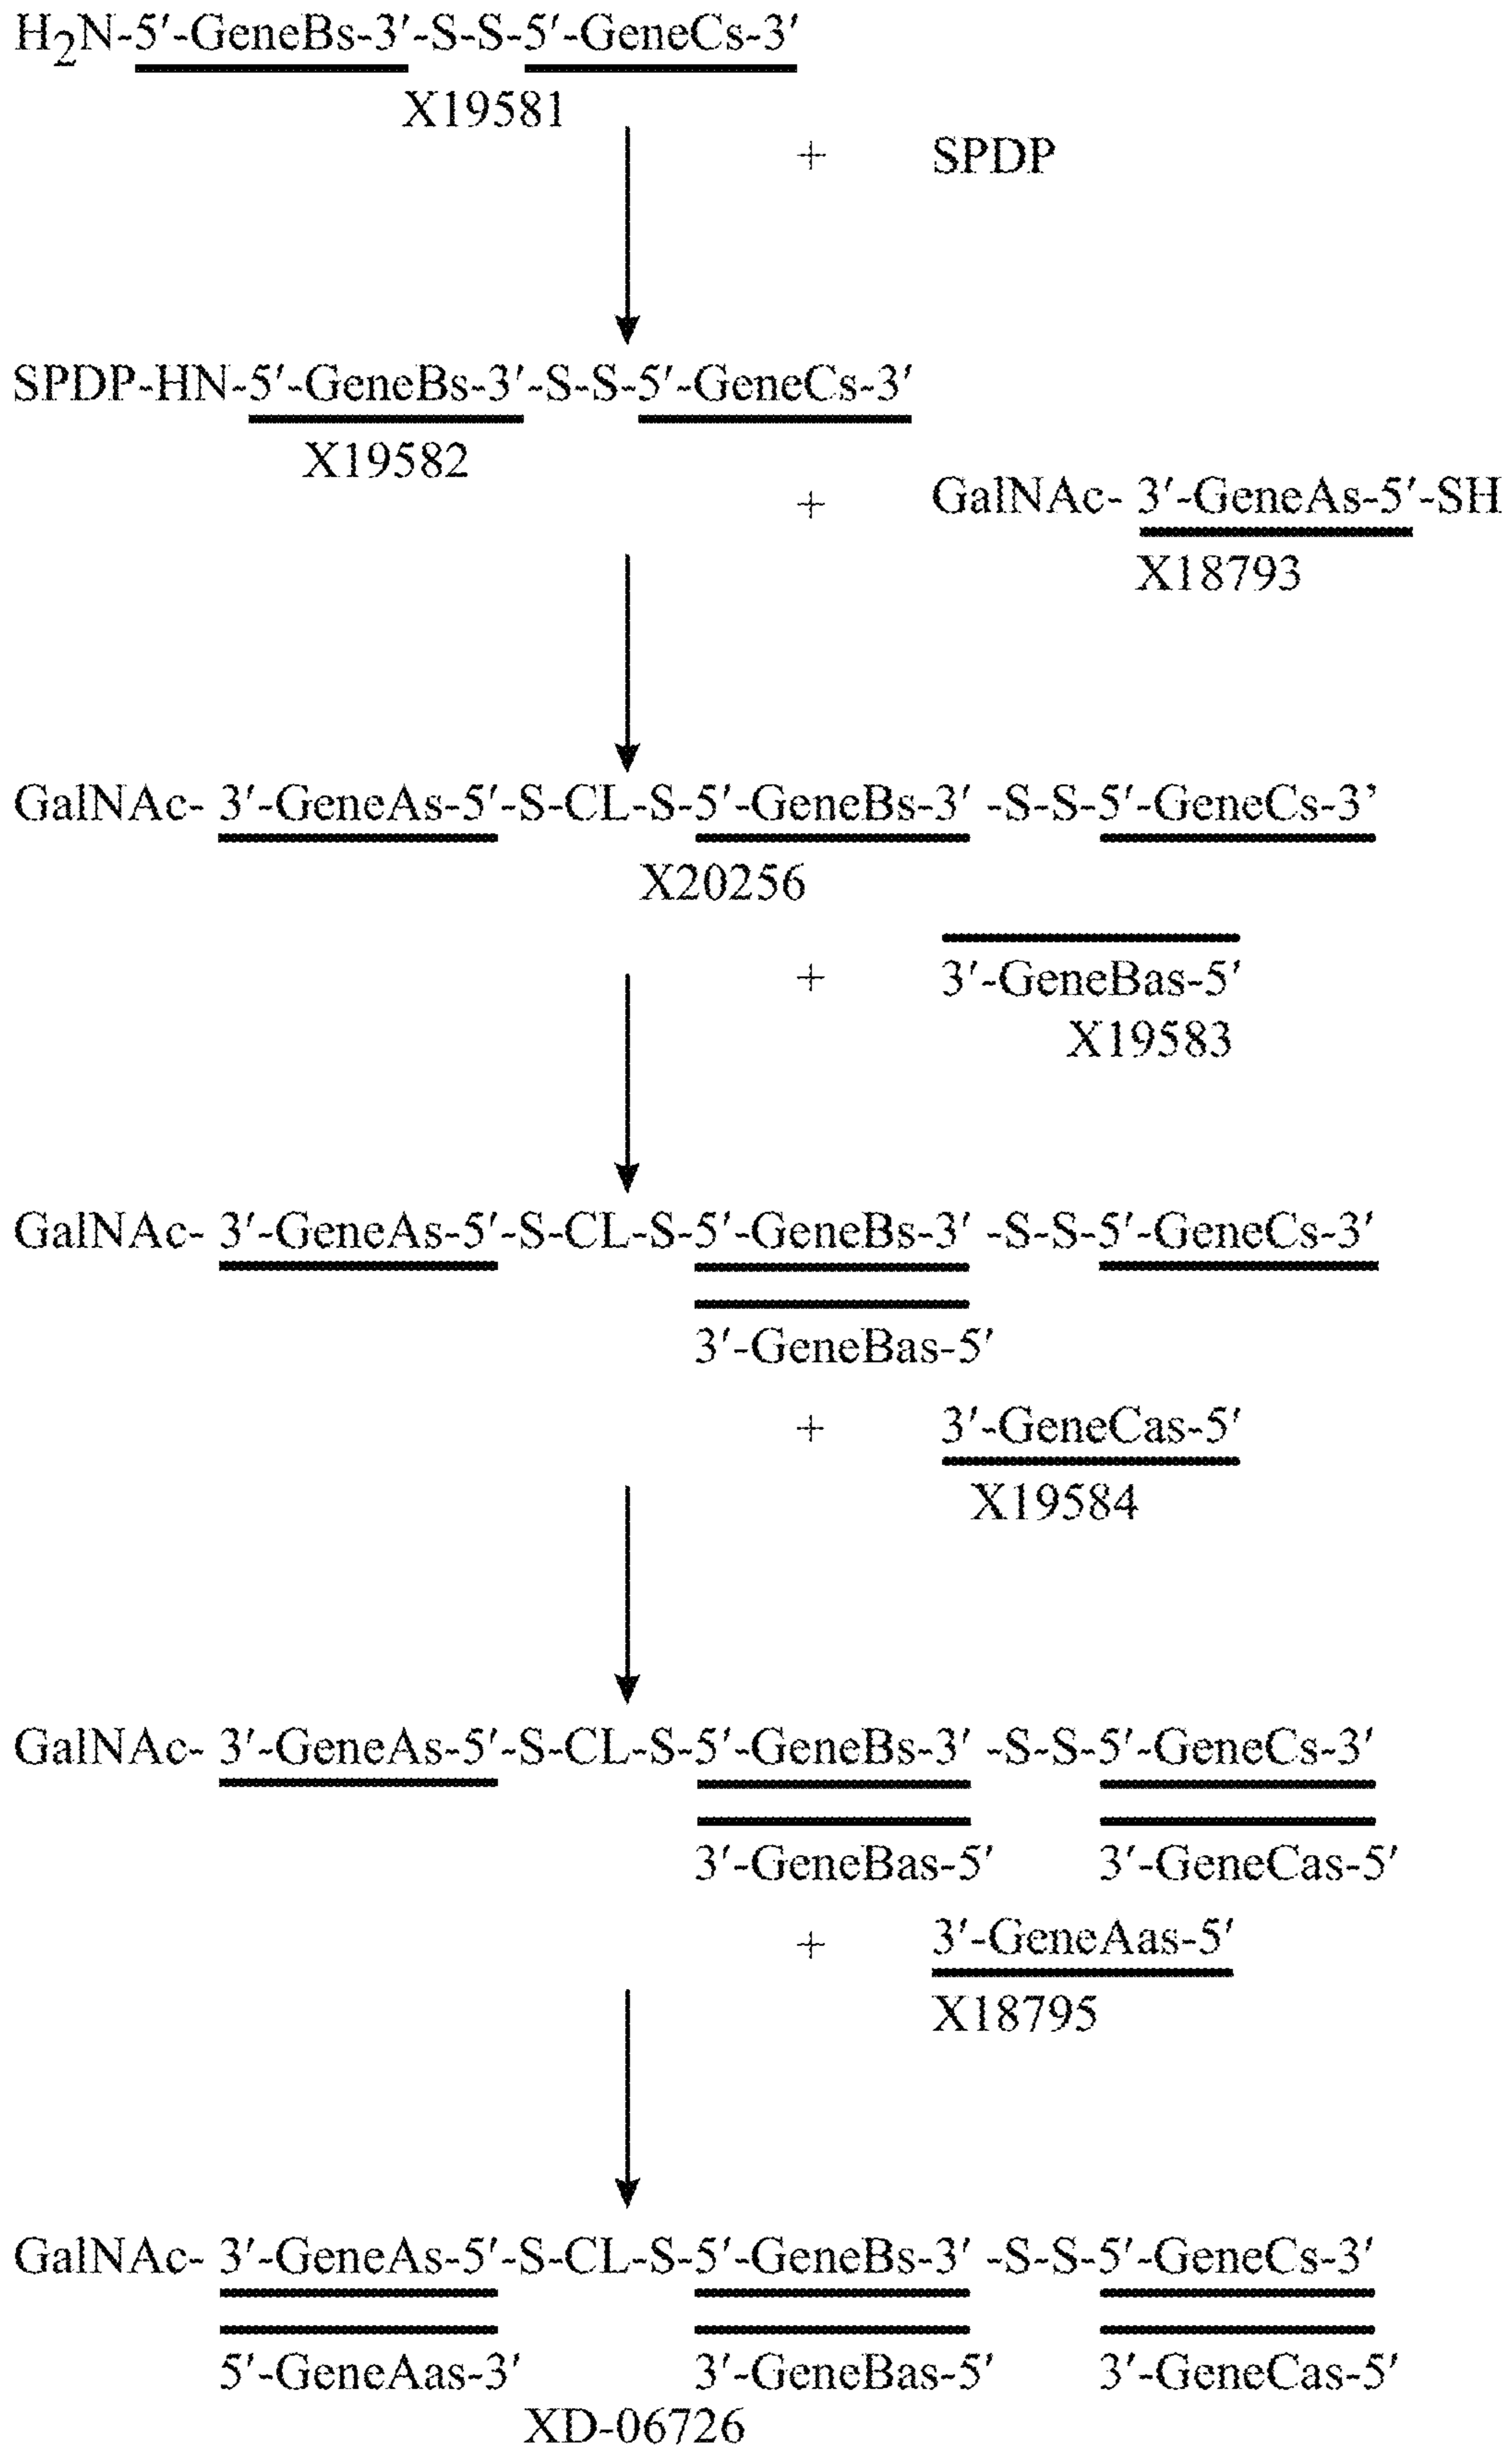 H₂N-5′-GeneBs-3′-S-S-5′-GeneCs-3′
X19581
+ SPDP
SPDP-HN-5′-GeneBs-3′-S-S-5′-GeneCs-3′
X19582
+ GalNAc- 3′-GeneAs-5′-SH
X18793
GalNAc- 3′-GeneAs-5′-S-CL-S-5′-GeneBs-3′ -S-S-5′-GeneCs-3’
X20256
+ 3′-GeneBas-5′
X19583
GalNAc- 3′-GeneAs-5′-S-CL-S-5′-GeneBs-3′ -S-S-5′-GeneCs-3′
3′-GeneBas-5′
+ 3′-GeneCas-5′
X19584
GalNAc- 3′-GeneAs-5′-S-CL-S-5′-GeneBs-3′ -S-S-5′-GeneCs-3′
3′-GeneBas-5′ 3′-GeneCas-5′
+ 3′-GeneAas-5′
X18795
GalNAc- 3′-GeneAs-5′-S-CL-S-5′-GeneBs-3′ -S-S-5′-GeneCs-3′
5′-GeneAas-3′ 3′-GeneBas-5′ 3′-GeneCas-5′
XD-06726